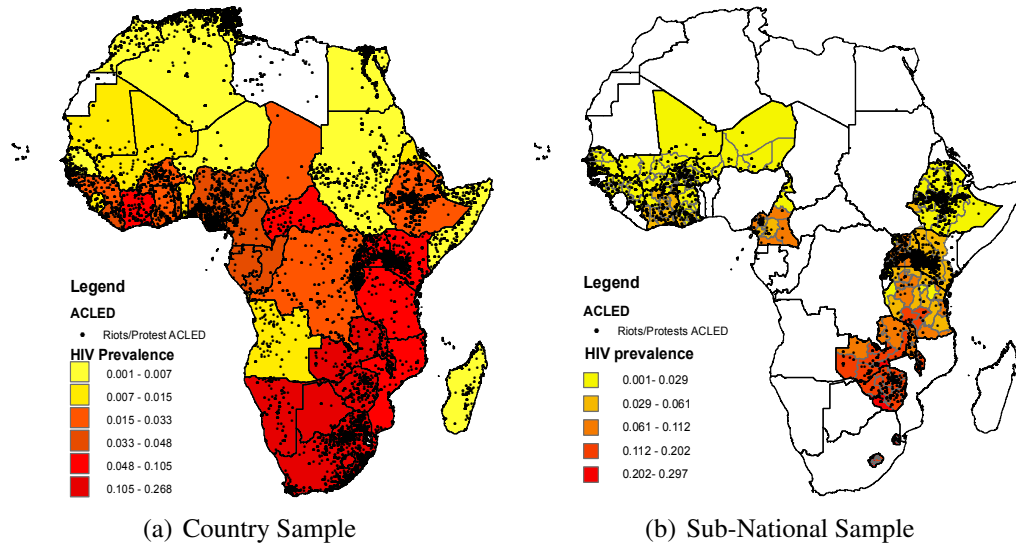 Legend
ACLED
Riots/Protest ACLED
HIV Prevalence
0.001 - 0.007
0.007 - 0.015
0.015 - 0.033
0.033 - 0.048
0.048 - 0.105
0.105 - 0.268
(a) Country Sample
Legend
ACLED
Riots/Protests ACLED
HIV prevalence
0.001- 0.029
0.029 - 0.061
0.061 - 0.112
0.112 - 0.202
0.202- 0.297
(b) Sub-National Sample